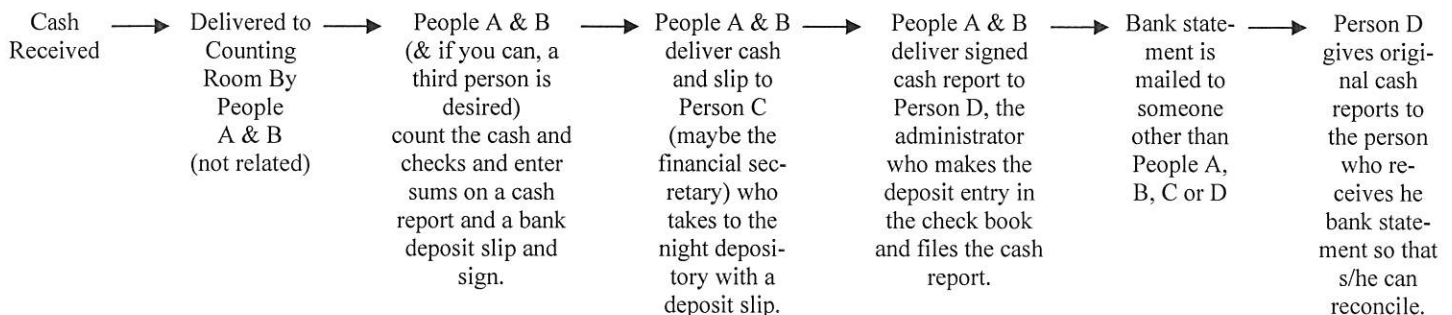 Cash
Received
Delivered to
Counting
Room By
People
A & B
(not related)
People A & B
(& if you can, a
third person is
desired)
count the cash and
checks and enter
sums on a cash
report and a bank
deposit slip and
sign.
People A & B
deliver cash
and slip to
Person C
(maybe the
financial sec-
retary) who
takes to the
night deposi-
tory with a
deposit slip.
People A & B
deliver signed
cash report to
Person D, the
administrator
who makes the
deposit entry in
the check book
and files the cash
report.
Bank state-
ment is
mailed to
someone
other than
People A,
B, C or D
Person D
gives origi-
nal cash
reports to
the person
who re-
ceives he
bank state-
ment so that
s/he can
reconcile.